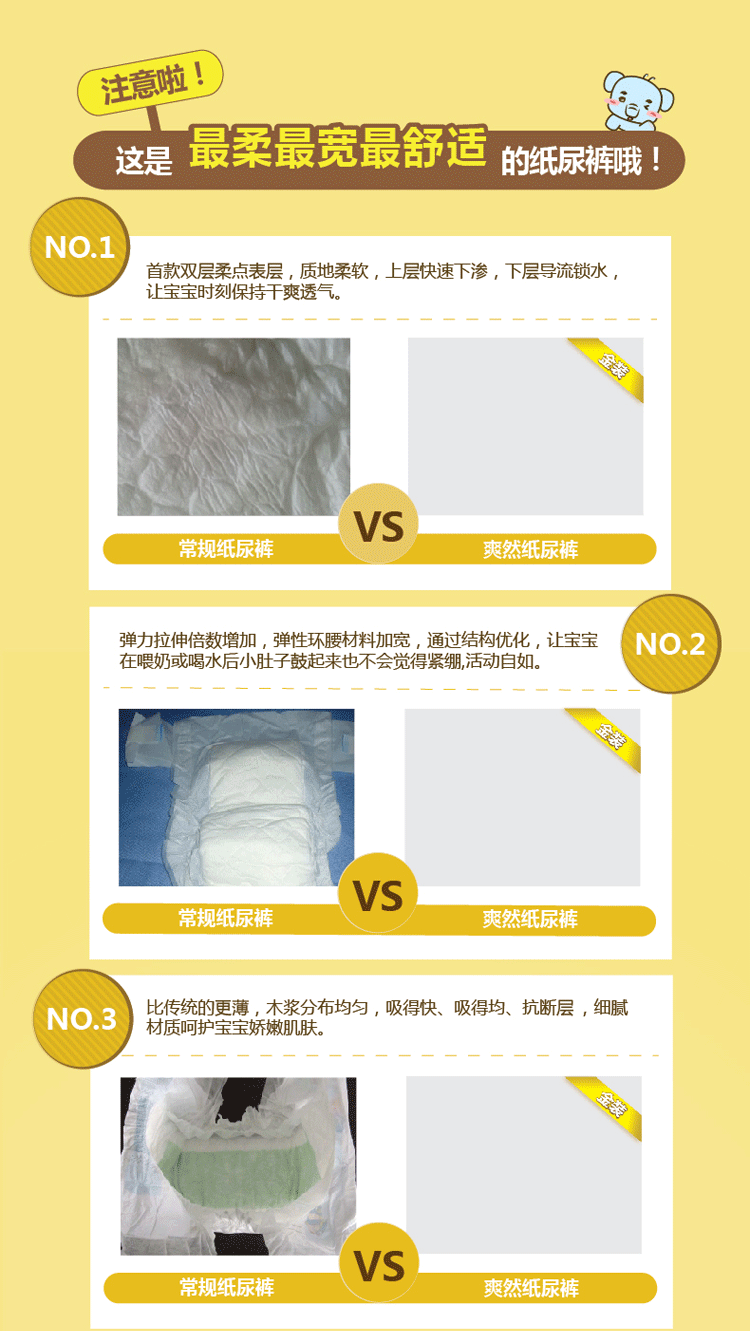 注意啦！
这是 最柔最宽最舒适 的纸尿裤哦！
NO.1
首款双层柔点表层，质地柔软，上层快速下渗，下层导流锁水，
让宝宝时刻保持干爽透气。
金装
VS
常规纸尿裤 爽然纸尿裤
NO.2
弹力拉伸倍数增加，弹性环腰材料加宽，通过结构优化，让宝宝
在喂奶或喝水后小肚子鼓起来也不会觉得紧绷,活动自如。
金装
VS
常规纸尿裤 爽然纸尿裤
NO.3
比传统的更薄，木浆分布均匀，吸得快、吸得均、抗断层，细腻
材质呵护宝宝娇嫩肌肤。
金装
VS
常规纸尿裤 爽然纸尿裤